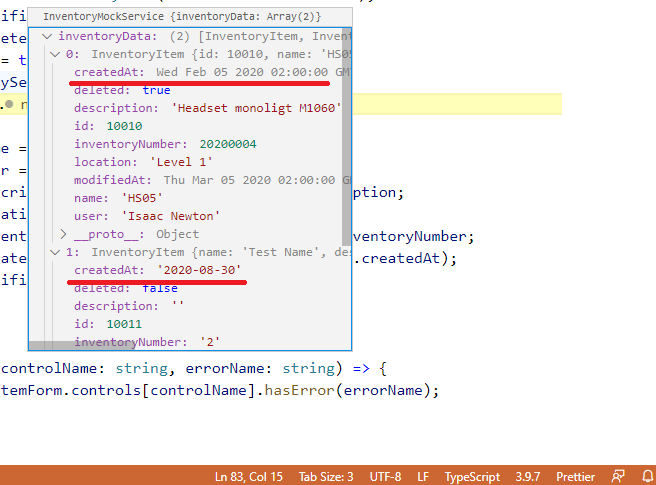 InventoryMockService {inventoryData: Array(2)}
inventoryData: (2) [InventoryItem, Invent
0: InventoryItem {id: 10010, name: 'HS05
createdAt: Wed Feb 05 2020 02:00:00 GM
deleted: true
description: 'Headset monoligt M1060'
id: 10010
inventoryNumber: 20200004
location: 'Level 1'
modifiedAt: Thu Mar 05 2020 02:00:00 G
name: 'HS05'
user: 'Isaac Newton'
__proto__: Object
1: InventoryItem {name: 'Test Name', des
createdAt: '2020-08-30'
deleted: false
description: ''
id: 10011
inventoryNumber: '2'
ifi
ete
= t
ySe
. n
e =
r =
cri ption;
ati
ent ventoryNumber;
ate .createdAt);
ifi
controlName: string, errorName: string) => {
temForm.controls[controlName].hasError(errorName);
Ln 83, Col 15 Tab Size: 3 UTF-8 LF TypeScript 3.9.7 Prettier